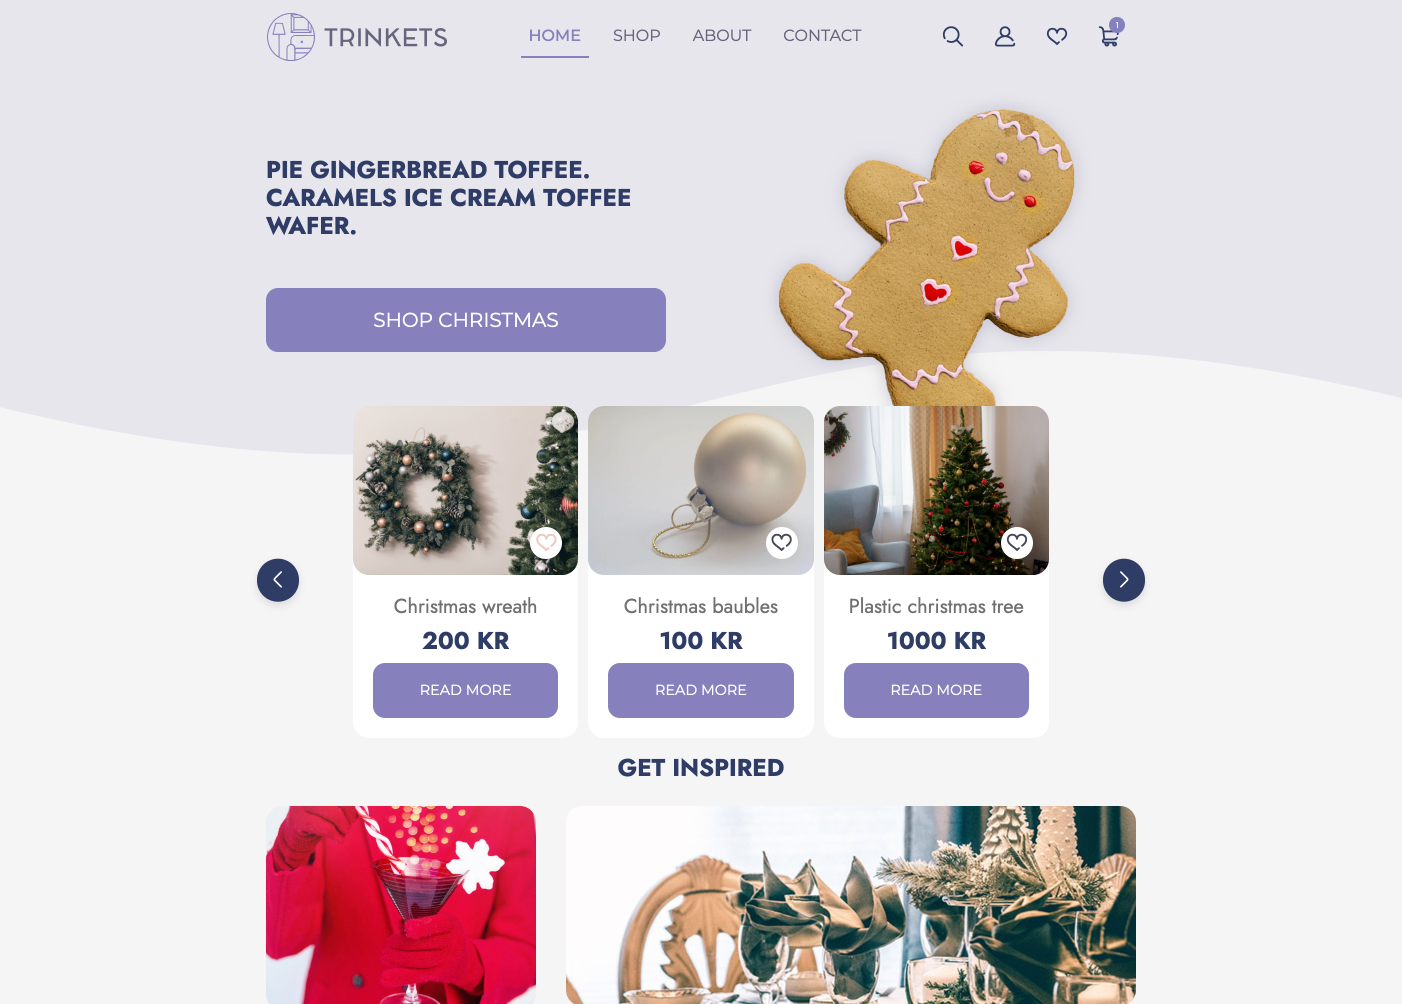 TRINKETS
HOME
SHOP
ABOUT
CONTACT
1
PIE GINGERBREAD TOFFEE.
CARAMELS ICE CREAM TOFFEE
WAFER.
SHOP CHRISTMAS
Christmas wreath
200 KR
READ MORE
Christmas baubles
100 KR
READ MORE
Plastic christmas tree
1000 KR
READ MORE
GET INSPIRED